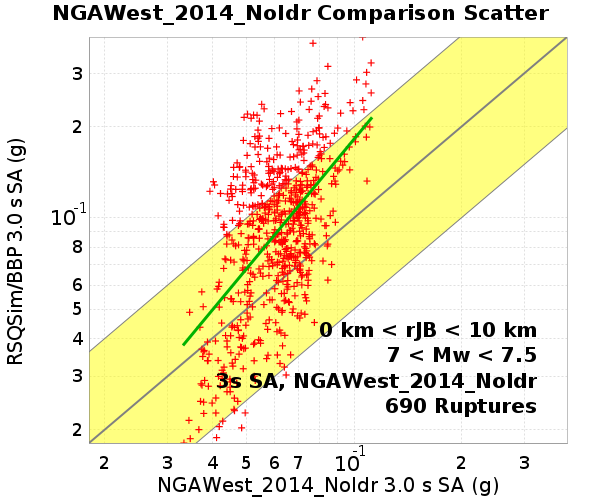 NGAWest_2014_NoIdr Comparison Scatter
RSQSim/BBP 3.0 s SA (g)
3
2
10-1
8
6
5
4
3
2
0 km < rJB < 10 km
7 < Mw < 7.5
3s SA, NGAWest_2014_NoIdr
690 Ruptures
2 3 4 5 6 7 10-1 2 3
NGAWest_2014_NoIdr 3.0 s SA (g)